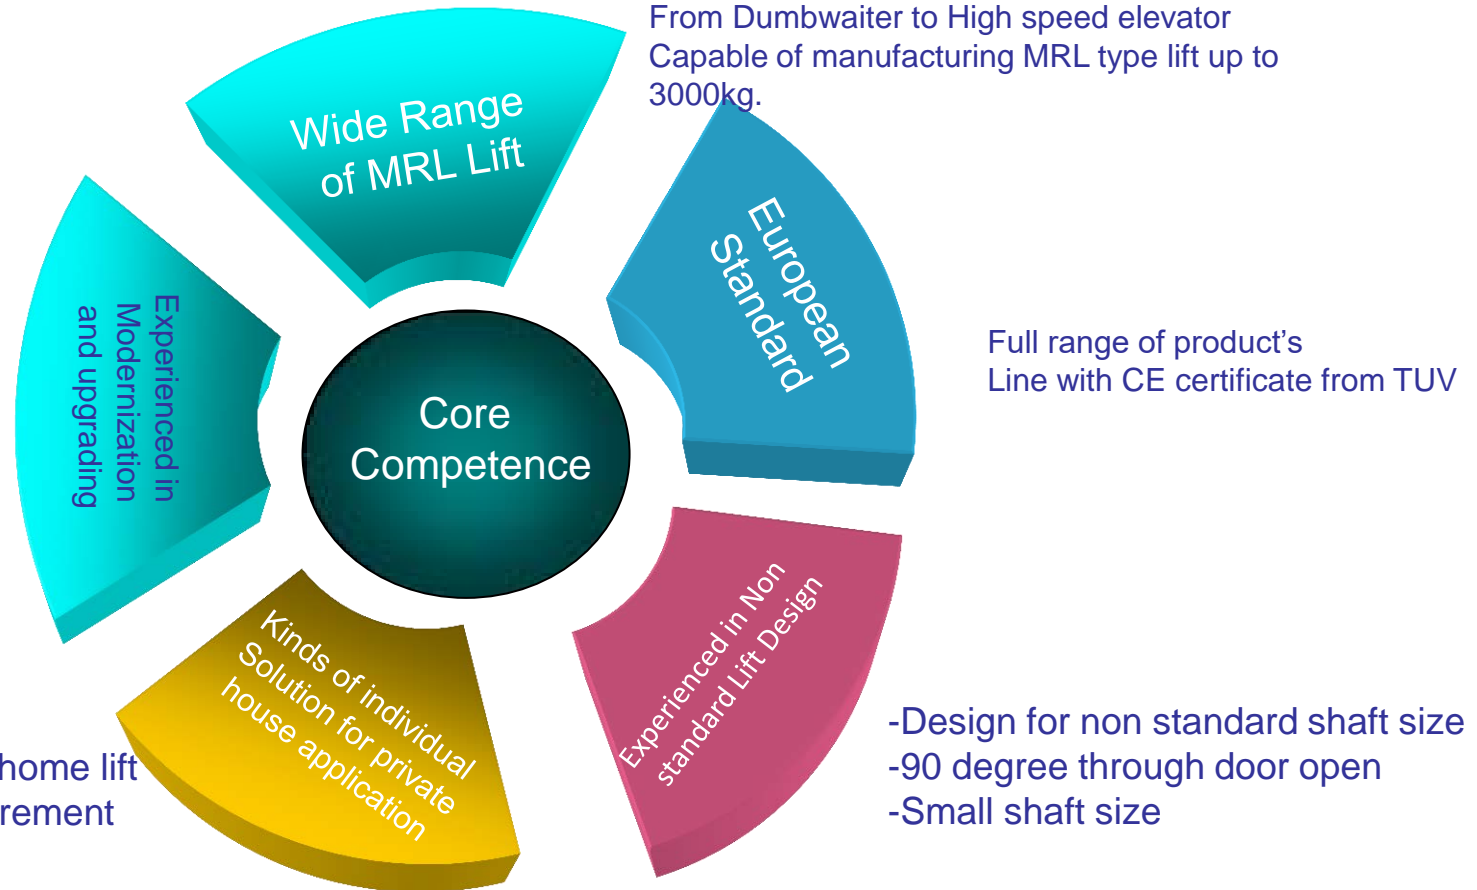 From Dumbwaiter to High speed elevator
Capable of manufacturing MRL type lift up to
3000kg.
Wide Range
of MRL Lift
European
Standard
Full range of product’s
Line with CE certificate from TUV
Experienced in
Modernization
and upgrading
Core
Competence
Experienced in Non
standard Lift Design
-Design for non standard shaft size
-90 degree through door open
-Small shaft size
Kinds of individual
Solution for private
house application
home lift